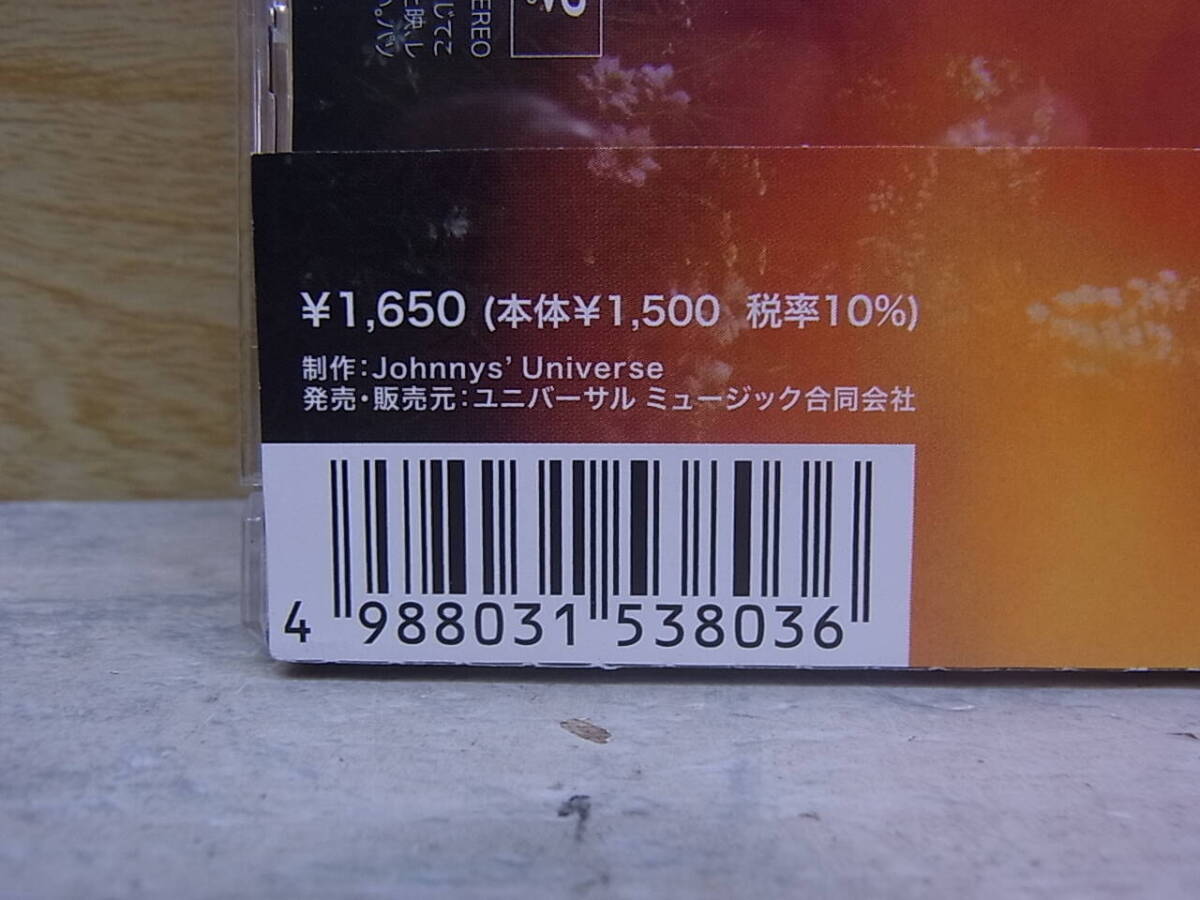 STEREO
¥1,650 (本体¥1,500 税率10%)
制作：Johnnys' Universe
発売・販売元：ユニバーサル ミュージック合同会社
4 988031 538036